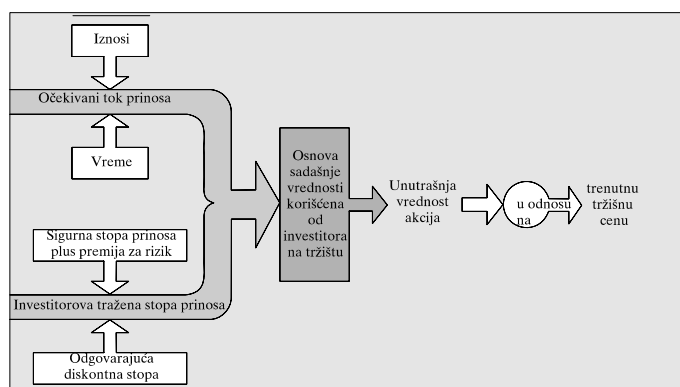 Iznosi
Očekivani tok prinosa
Vreme
Sigurna stopa prinosa
plus premija za rizik
Investitorova tražena stopa prinosa
Odgovarajuća
diskontna stopa
Osnova
sadašnje
vrednosti
korišćena
od
investitora
na tržištu
Unutrašnja
vrednost
akcija
u odnosu
na
trenutnu
tržišnu
cenu